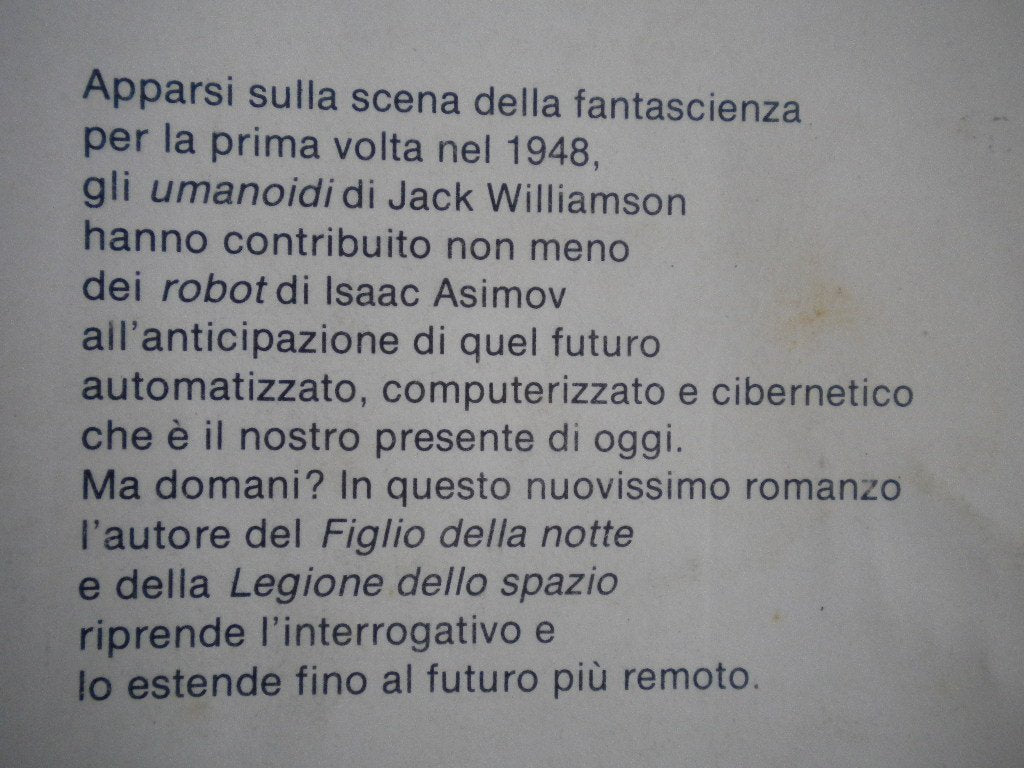 Apparsi sulla scena della fantascienza
per la prima volta nel 1948,
gli umanoidi di Jack Williamson
hanno contribuito non meno
dei robot di Isaac Asimov
all'anticipazione di quel futuro
automatizzato, computerizzato e cibernetico
che è il nostro presente di oggi.
Ma domani? In questo nuovissimo romanzo
l'autore del Figlio della notte
e della Legione dello spazio
riprende l'interrogativo e
lo estende fino al futuro più remoto.